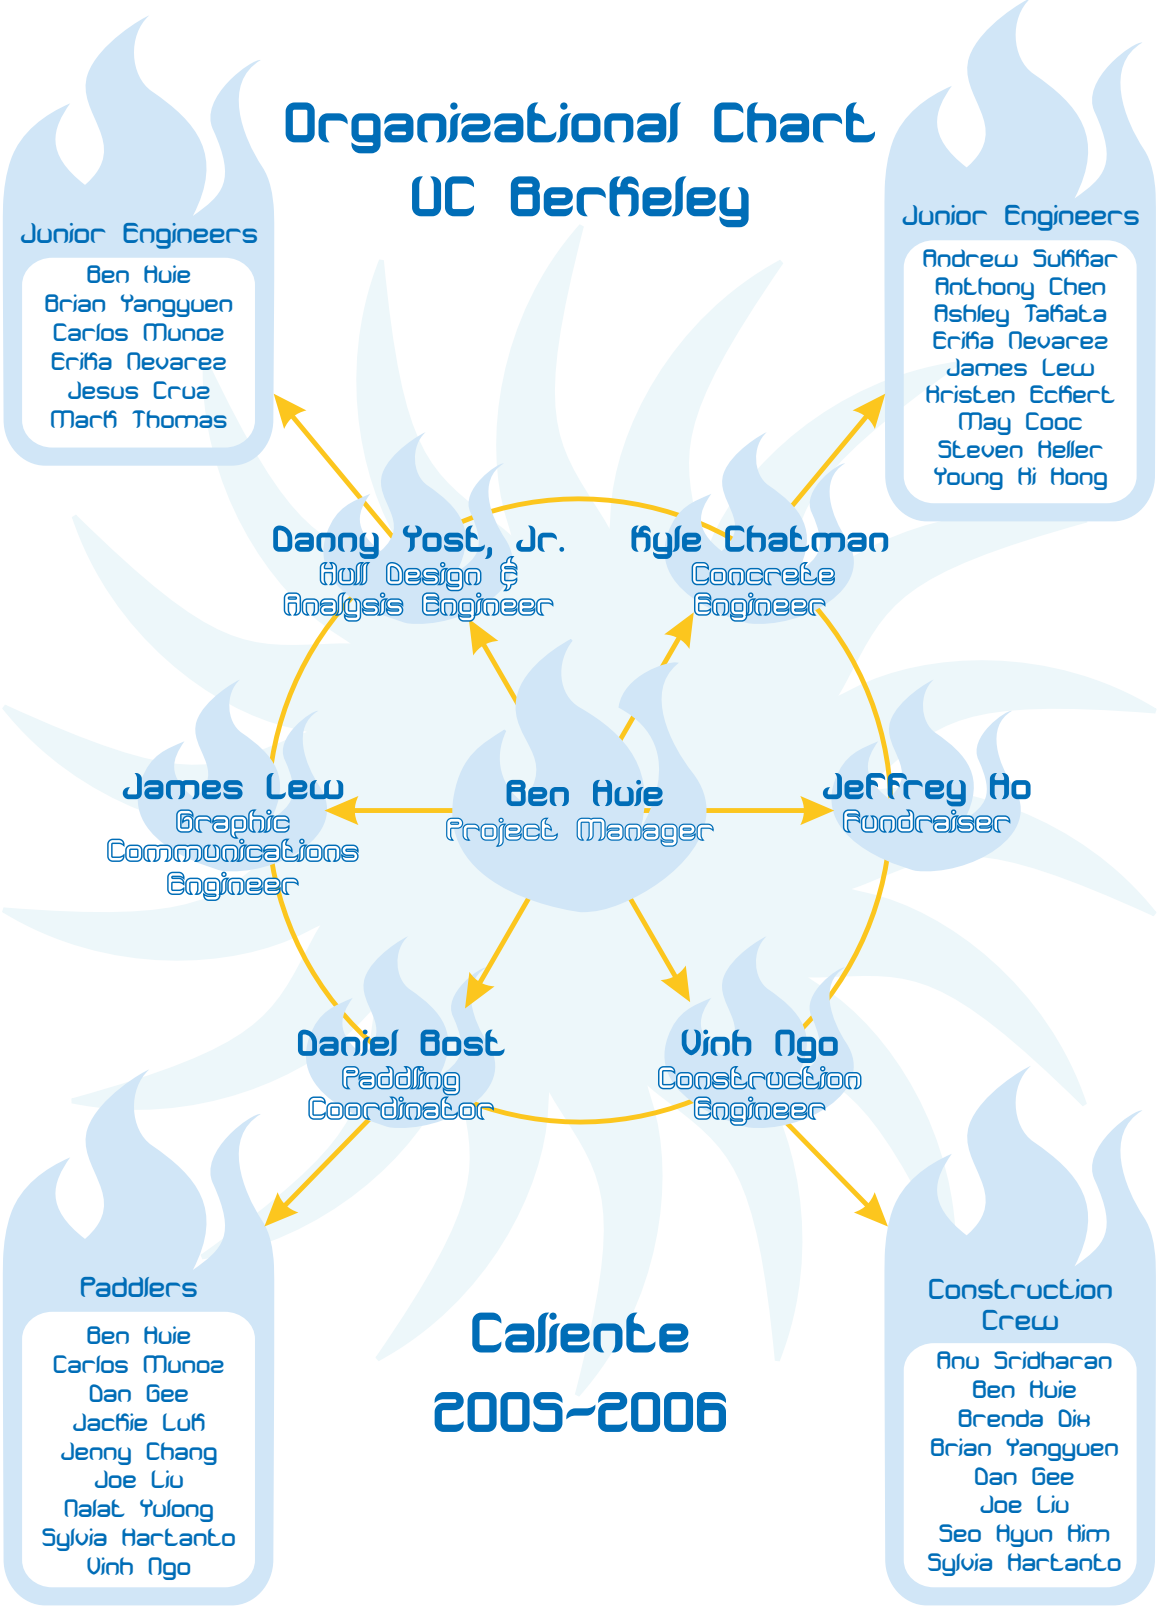 Organizational Chart
UC Berkeley
Junior Engineers
Ben Huie
Brian Yangyuen
Carlos Munoz
Erika Nevarez
Jesus Cruz
Mark Thomas
Junior Engineers
Andrew Sukkar
Anthony Chen
Ashley Takata
Erika Nevarez
James Lew
Kristen Eckert
May Cooc
Steven Keller
Young Ki Hong
Danny Yost, Jr.
Hull Design &
Analysis Engineer
Kyle Chatman
Concrete
Engineer
James Lew
Graphic
Communications
Engineer
Ben Huie
Project Manager
Jeffrey Ho
Fundraiser
Daniel Bost
Paddling
Coordinator
Vinh Ngo
Construction
Engineer
Paddlers
Ben Huie
Carlos Munoz
Dan Gee
Jackie Luk
Jenny Chang
Joe Liu
Nalat Yulong
Sylvia Hartanto
Vinh Ngo
Caliente
2005-2006
Construction
Crew
Anu Sridharan
Ben Huie
Brenda Dix
Brian Yangyuen
Dan Gee
Joe Liu
Seo Hyun Kim
Sylvia Hartanto